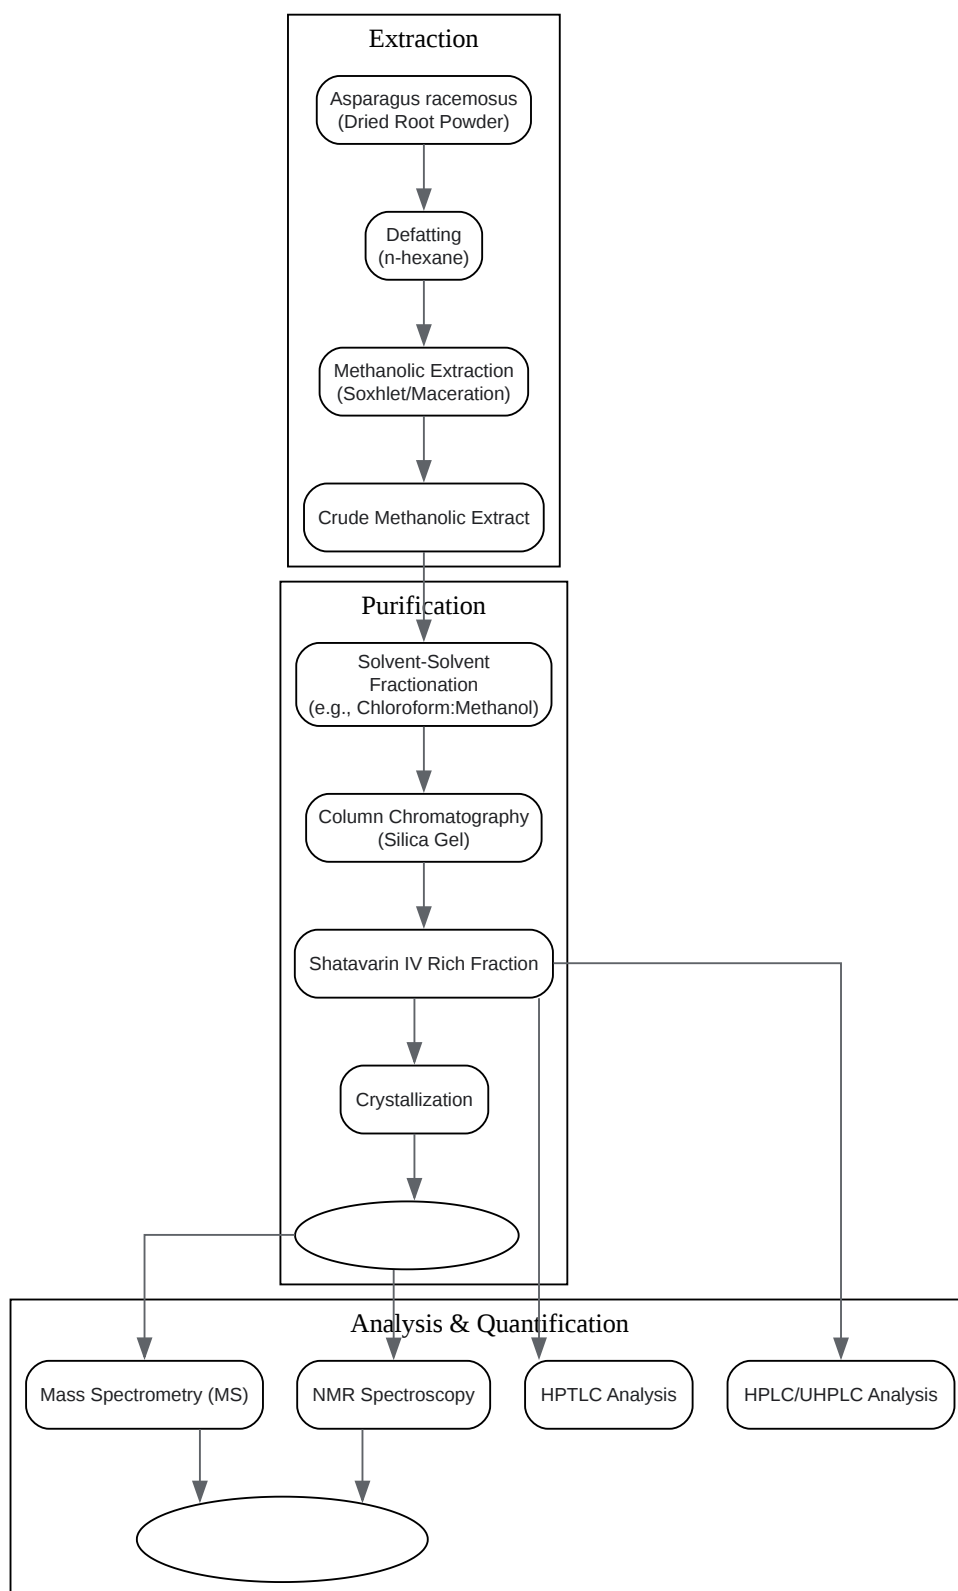 Extraction
Asparagus racemosus
(Dried Root Powder)
Defatting
(n-hexane)
Methanolic Extraction
(Soxhlet/Maceration)
Crude Methanolic Extract
Purification
Solvent-Solvent
Fractionation
(e.g., Chloroform:Methanol)
Column Chromatography
(Silica Gel)
Shatavarin IV Rich Fraction
Crystallization
Analysis & Quantification
Mass Spectrometry (MS)
NMR Spectroscopy
HPTLC Analysis
HPLC/UHPLC Analysis